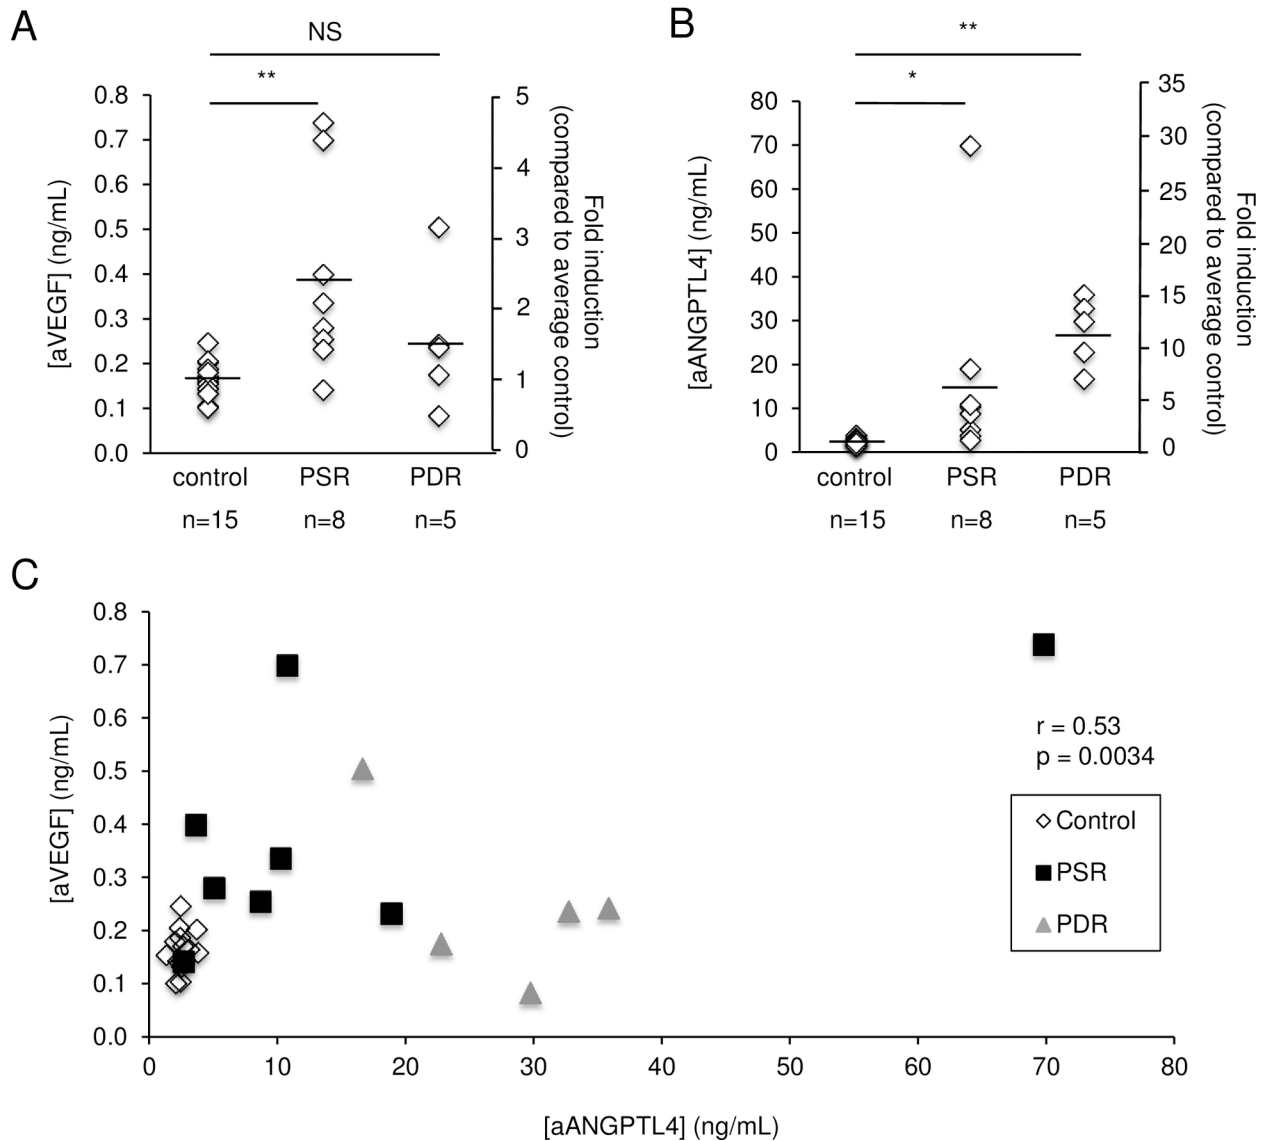 A
NS
**
0.8
0.7
0.6
0.5
0.4
0.3
0.2
0.1
0.0
[aVEGF] (ng/mL)
5
4
3
2
1
0
Fold induction
(compared to average control)
control PSR PDR
n=15 n=8 n=5
B
**
*
80
70
60
50
40
30
20
10
0
[aANGPTL4] (ng/mL)
35
30
25
20
15
10
5
0
Fold induction
(compared to average control)
control PSR PDR
n=15 n=8 n=5
C
0.8
0.7
0.6
0.5
0.4
0.3
0.2
0.1
0.0
[aVEGF] (ng/mL)
r = 0.53
p = 0.0034
Control
PSR
PDR
0 10 20 30 40 50 60 70 80
[aANGPTL4] (ng/mL)